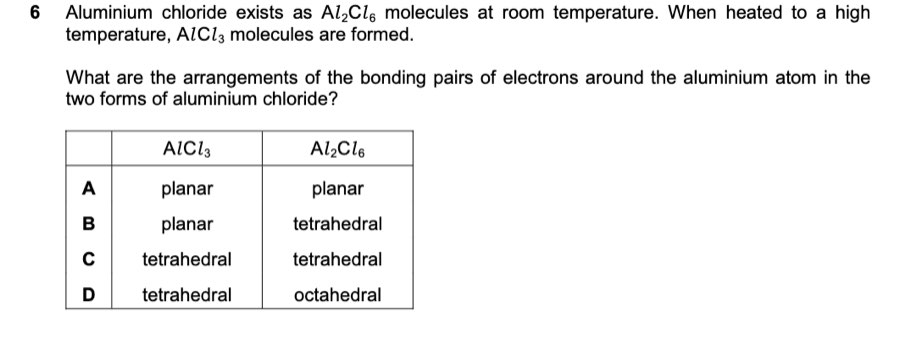 6 Aluminium chloride exists as Al₂Cl₆ molecules at room temperature. When heated to a high
temperature, AlCl₃ molecules are formed.
What are the arrangements of the bonding pairs of electrons around the aluminium atom in the
two forms of aluminium chloride?
AlCl₃ Al₂Cl₆
A planar planar
B planar tetrahedral
C tetrahedral tetrahedral
D tetrahedral octahedral